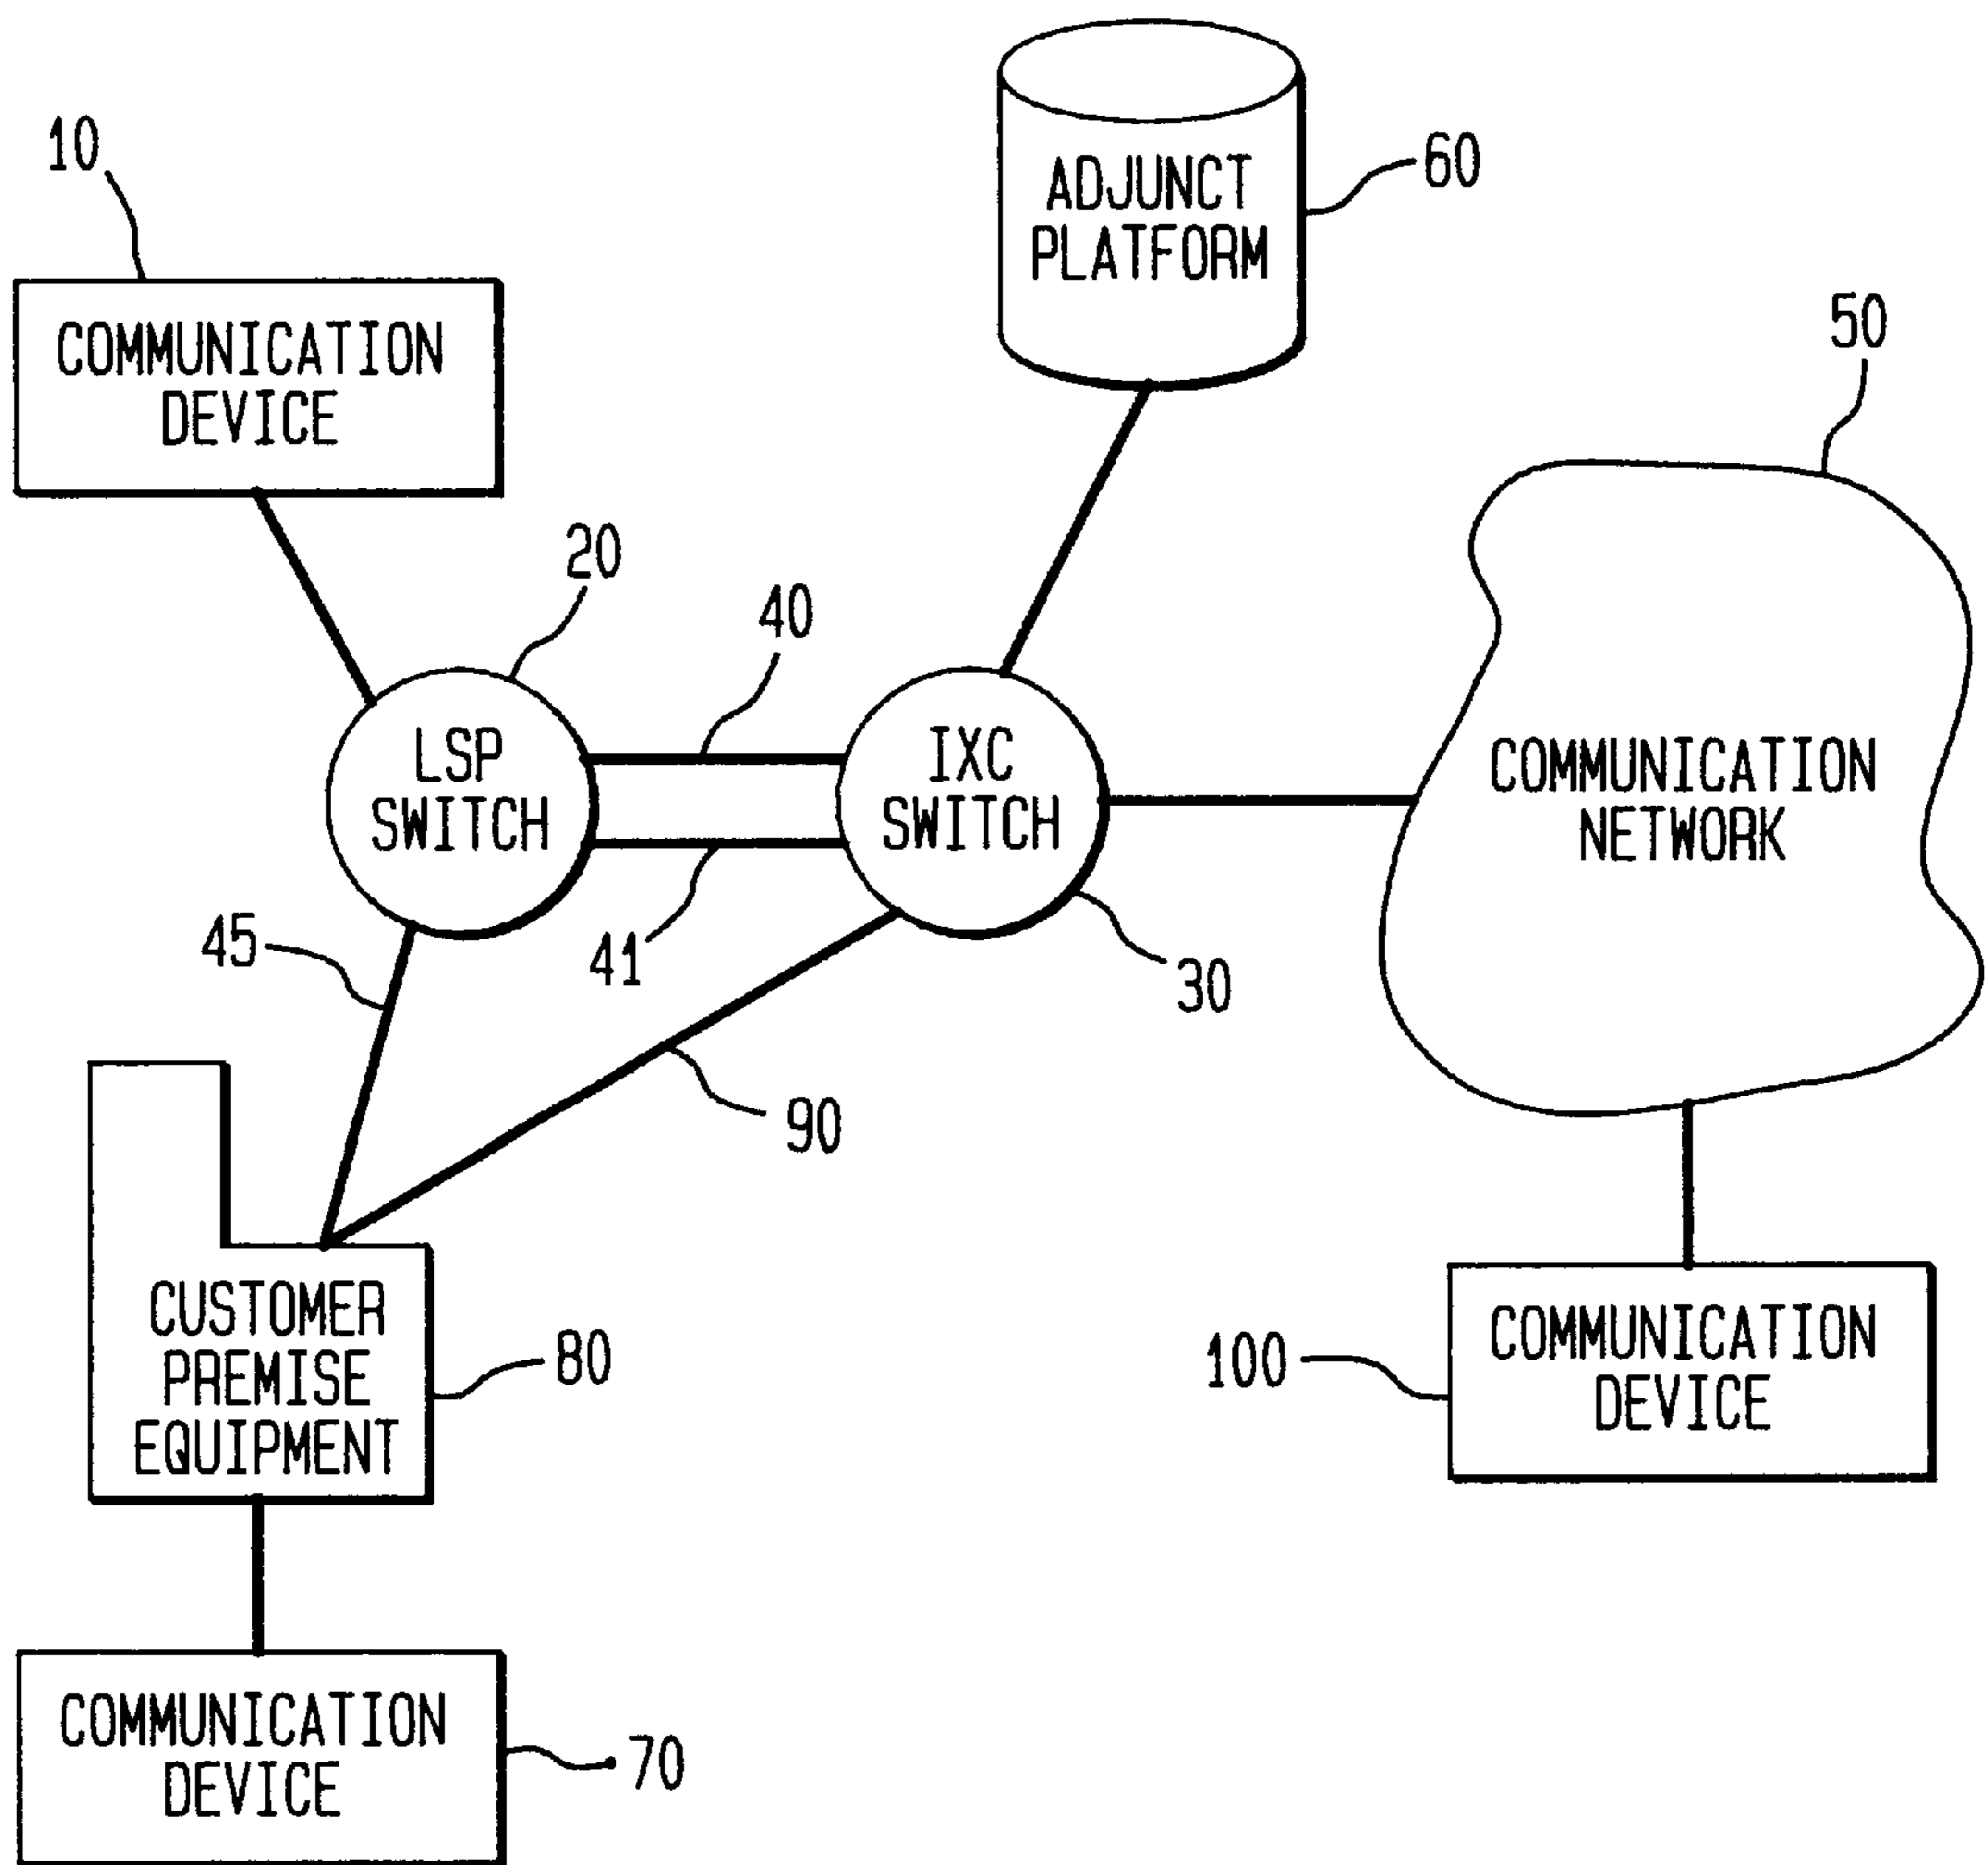 10
COMMUNICATION
DEVICE
ADJUNCT
PLATFORM
60
50
20
40
LSP
SWITCH
IXC
SWITCH
COMMUNICATION
NETWORK
45
41
30
90
CUSTOMER
PREMISE
EQUIPMENT
80
100
COMMUNICATION
DEVICE
COMMUNICATION
DEVICE
70